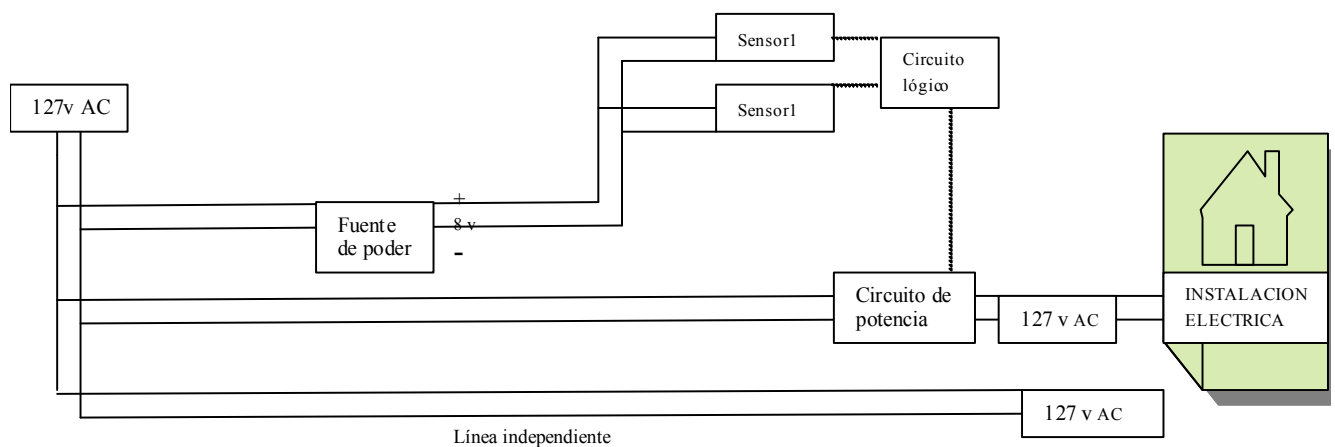 Sensor1
Circuito
lógico
127v AC
Sensor1
+
Fuente
de poder
8 v
-
Circuito de
potencia
127 v AC
INSTALACION
ELECTRICA
127 v AC
Línea independiente